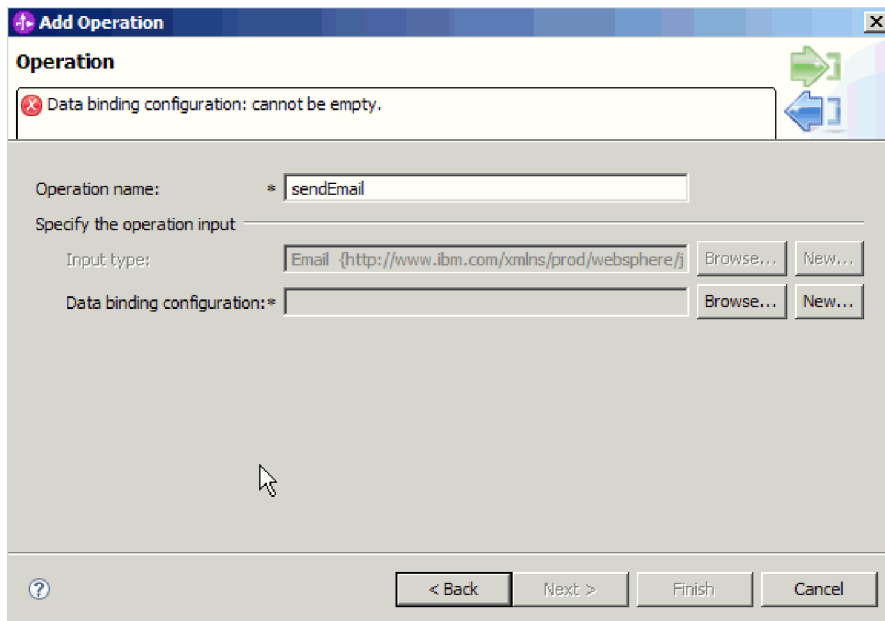 Add Operation
Operation
Data binding configuration: cannot be empty.
Operation name: * sendEmail
Specify the operation input
Input type: Email {http://www.ibm.com/xmlns/prod/websphere/j Browse... New...
Data binding configuration:* Browse... New...
< Back Next > Finish Cancel